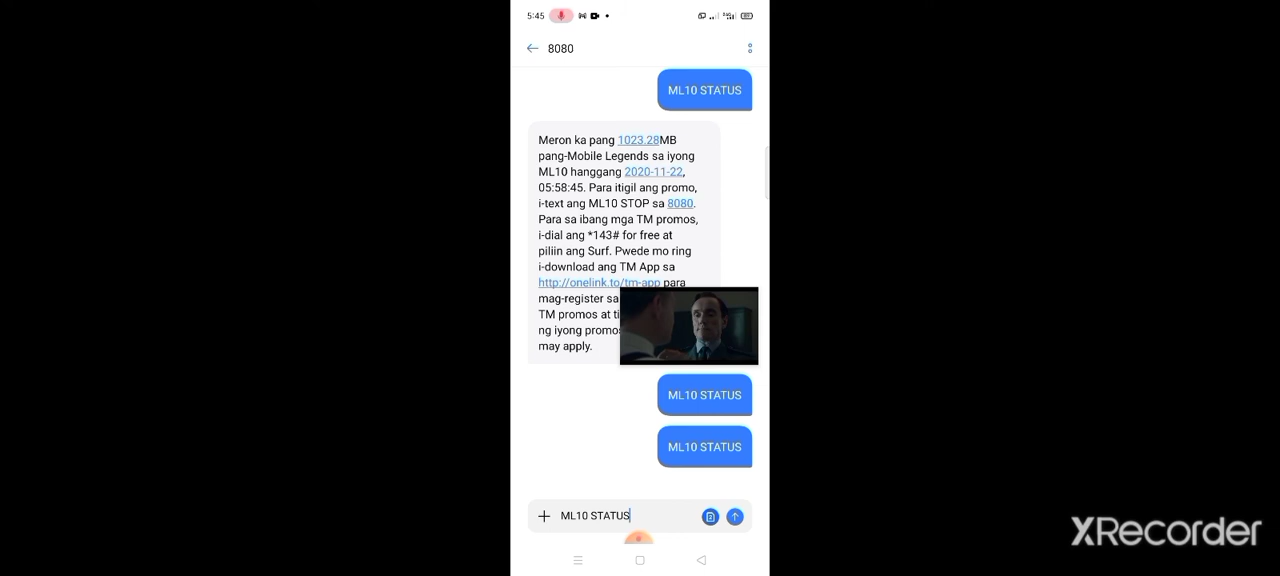 5:45
8080
ML10 STATUS
Meron ka pang 1023.28MB
pang-Mobile Legends sa iyong
ML10 hanggang 2020-11-22,
05:58:45. Para itigil ang promo,
i-text ang ML10 STOP sa 8080.
Para sa ibang mga TM promos,
i-dial ang *143# for free at
piliin ang Surf. Pwede mo ring
i-download ang TM App sa
http://onelink.to/tm-app para
mag-register sa
TM promos at
ng iyong
may apply.
ML10 STATUS
ML10 STATUS
ML10 STATUS
XRecorder